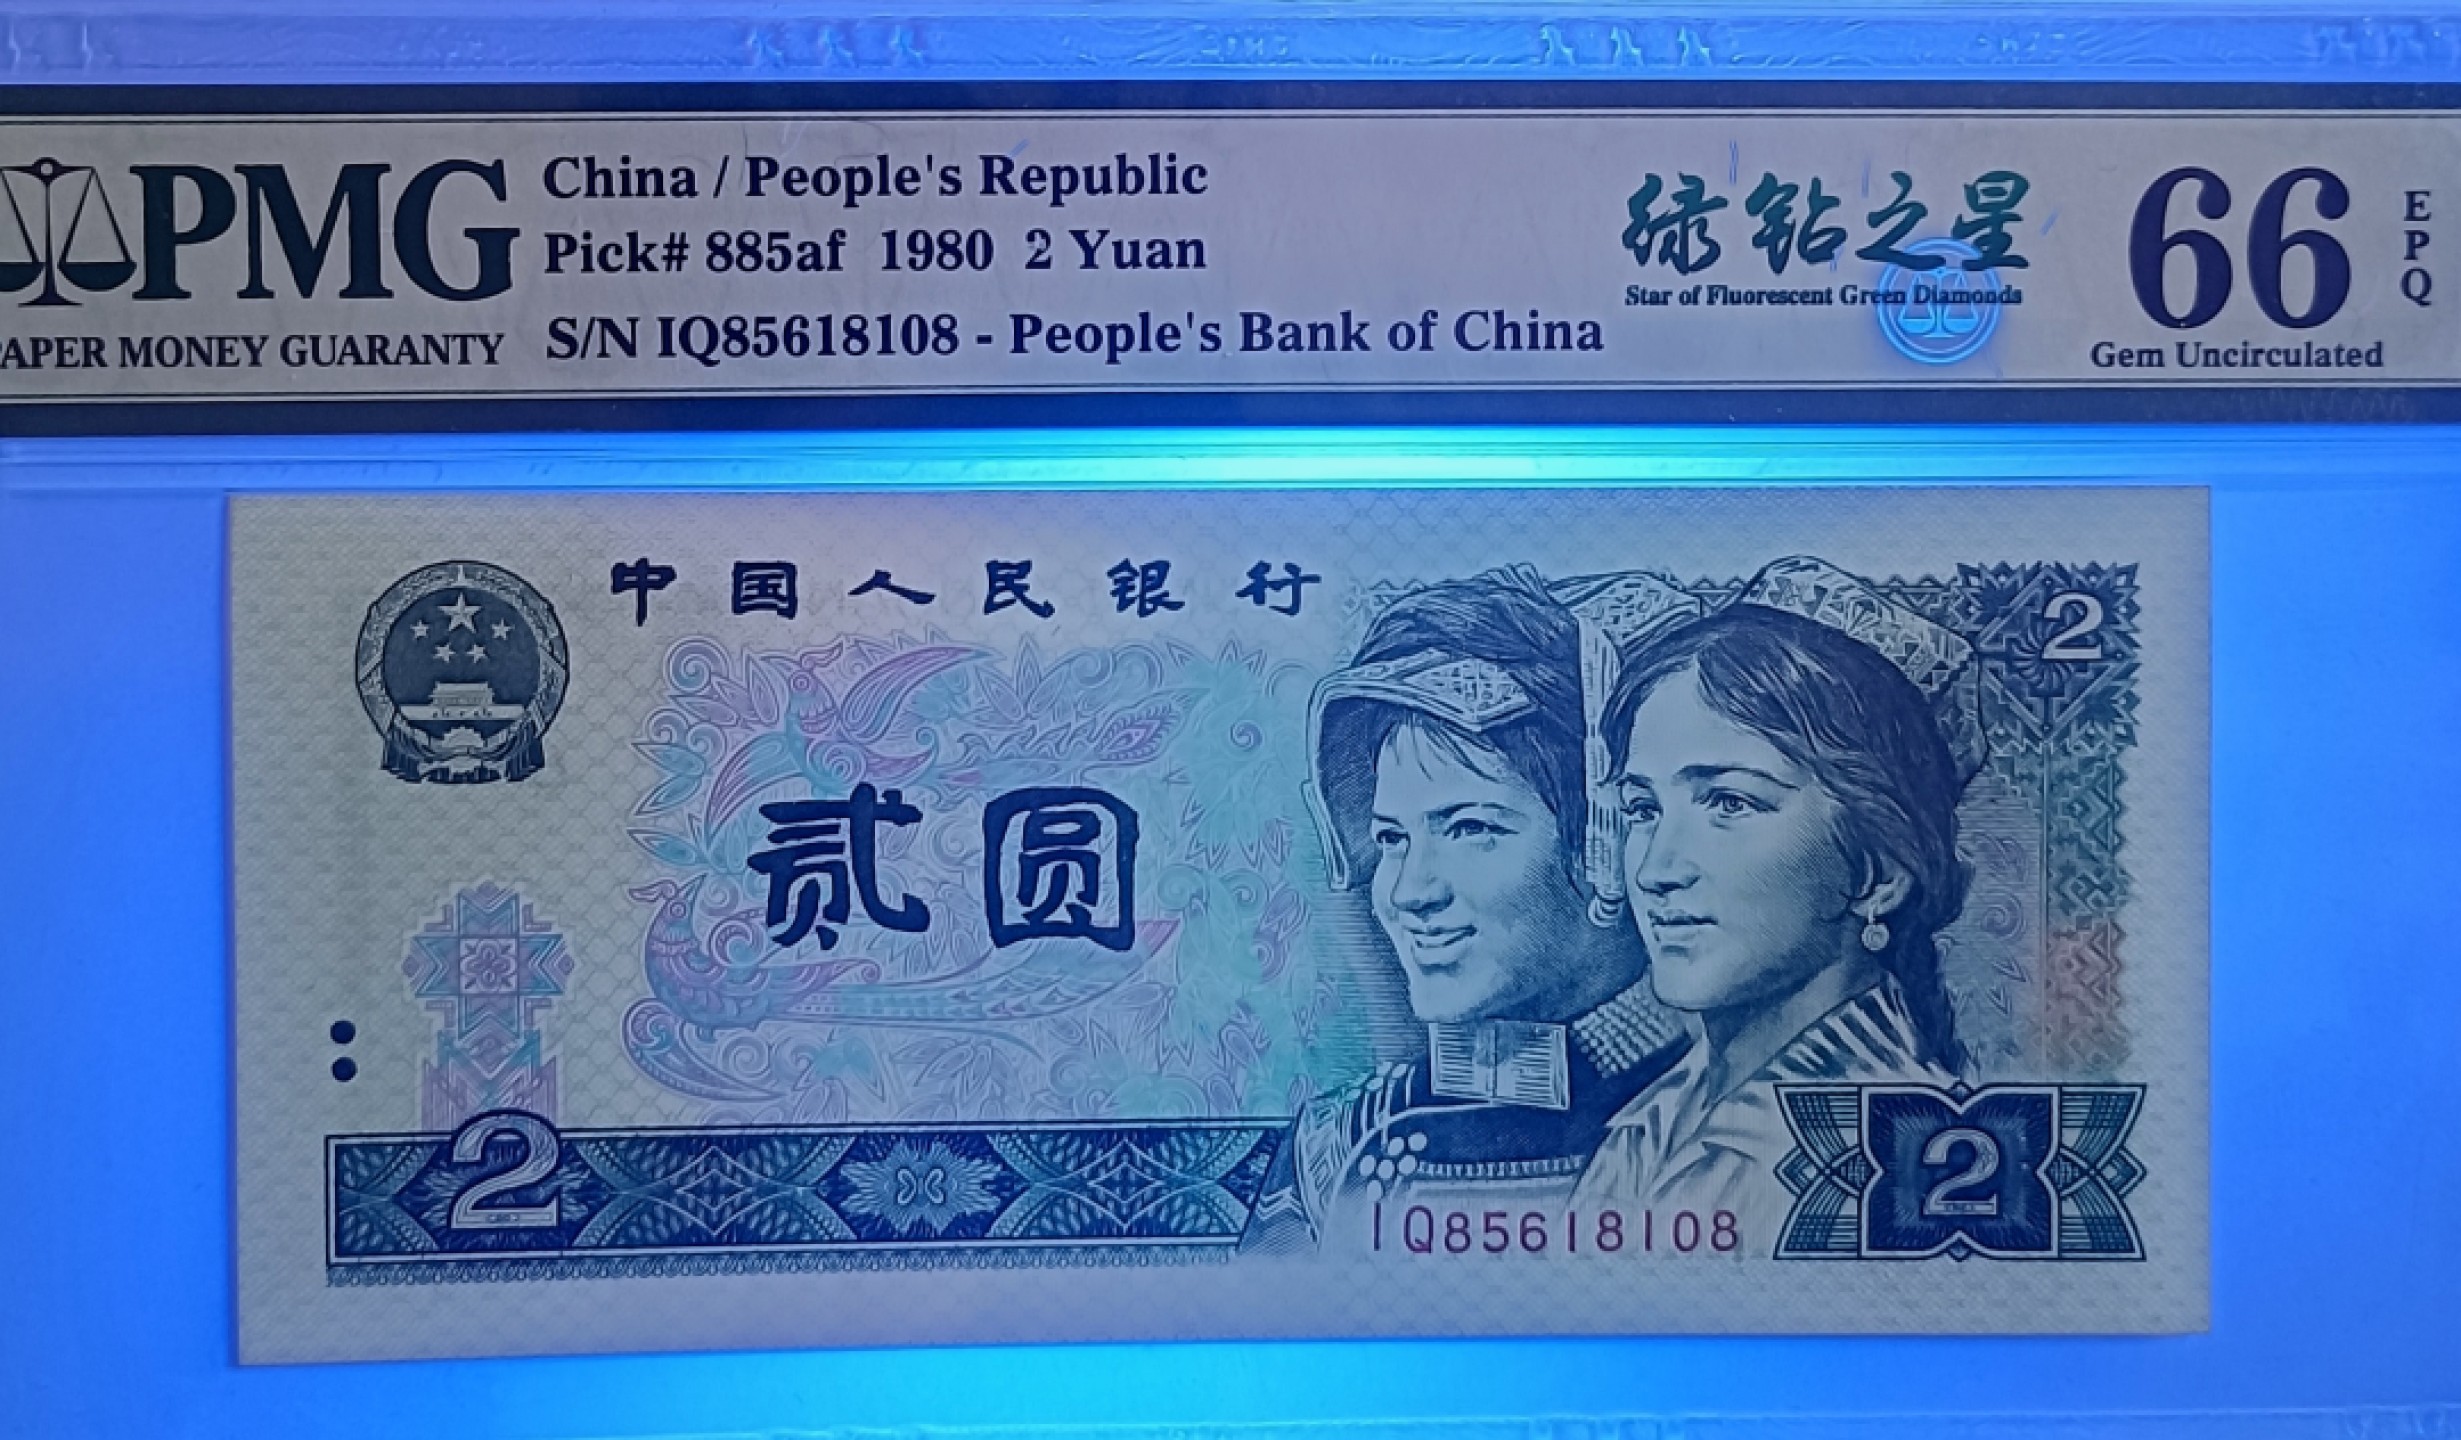 PMG
PAPER MONEY GUARANTY
China / People's Republic
Pick# 885af 1980 2 Yuan
S/N IQ85618108 - People's Bank of China
绿钻之星
Star of Fluorescent Green Diamonds
66
EPQ
Gem Uncirculated
中国人民银行
2
贰圆
2
IQ85618108
2